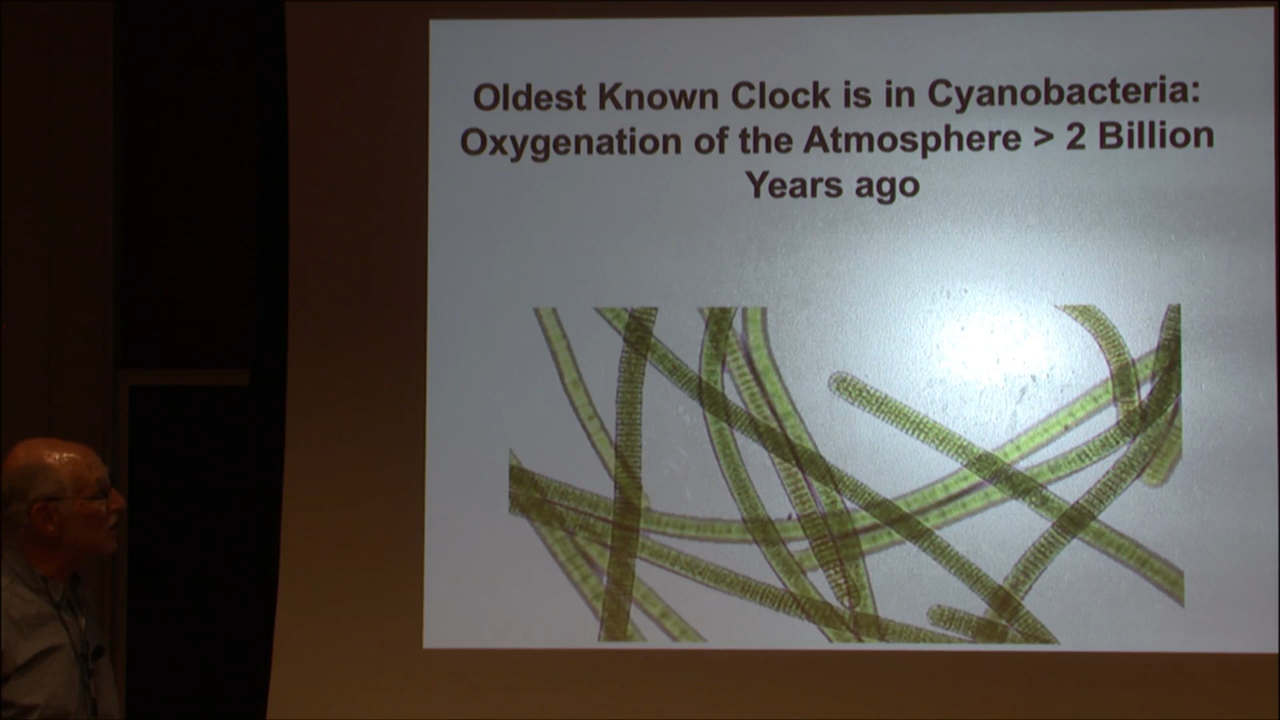 Oldest Known Clock is in Cyanobacteria:
Oxygenation of the Atmosphere > 2 Billion
Years ago